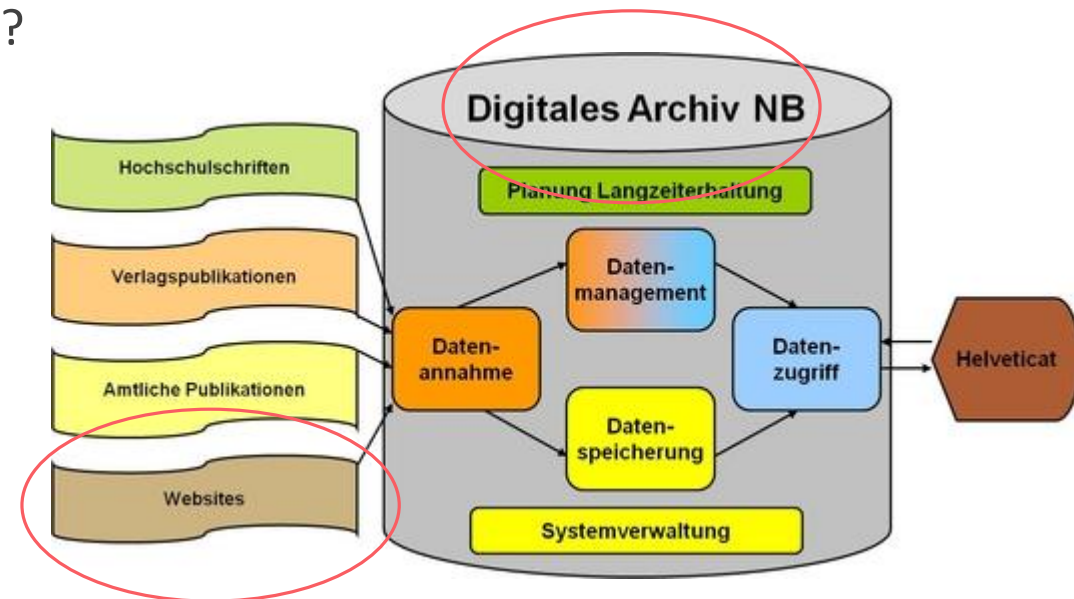 ?
Digitales Archiv NB
Planung Langzeiterhaltung
Hochschulschriften
Verlagspublikationen
Amtliche Publikationen
Websites
Daten-
annahme
Daten-
management
Daten-
speicherung
Daten-
zugriff
Helveticat
Systemverwaltung